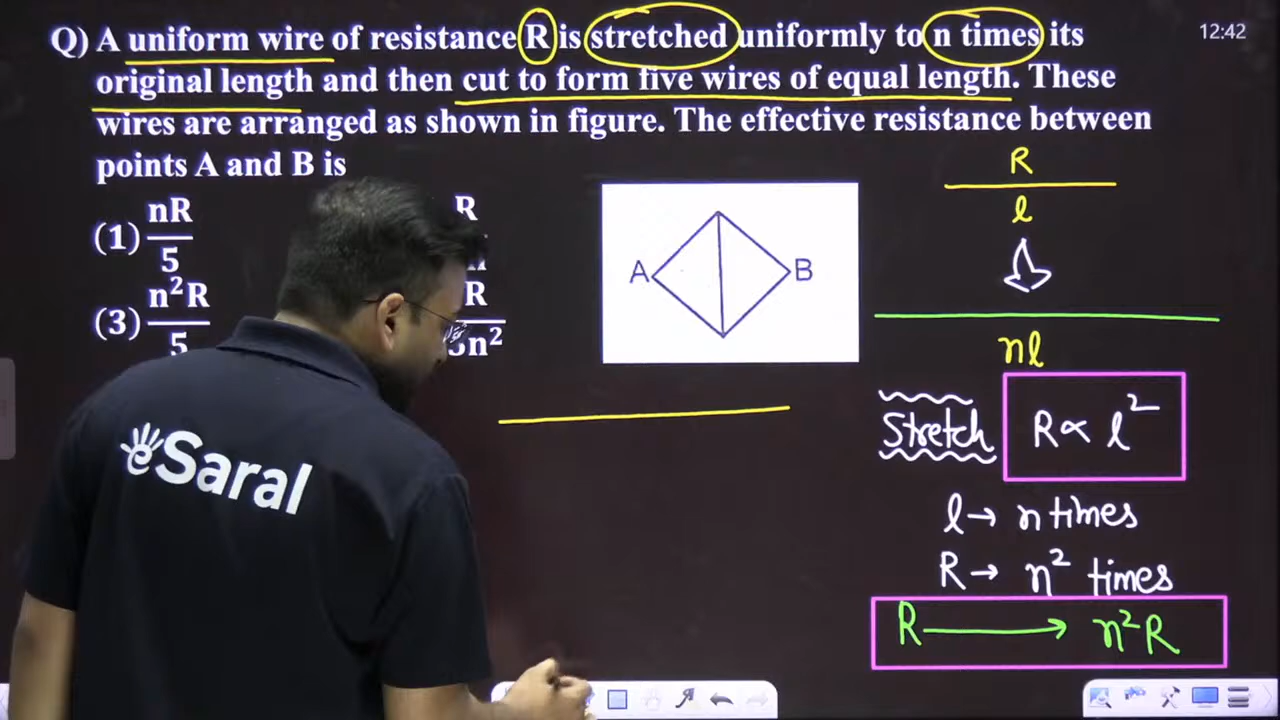 Q) A uniform wire of resistance R is stretched uniformly to n times its
12:42
original length and then cut to form five wires of equal length. These
wires are arranged as shown in figure. The effective resistance between
points A and B is
(1) nR/5
R
(3) n²R/5
R
n²
A B
R
l
nl
Stretch R ∝ l²
l → n times
R → n² times
R → n²R
eSaral